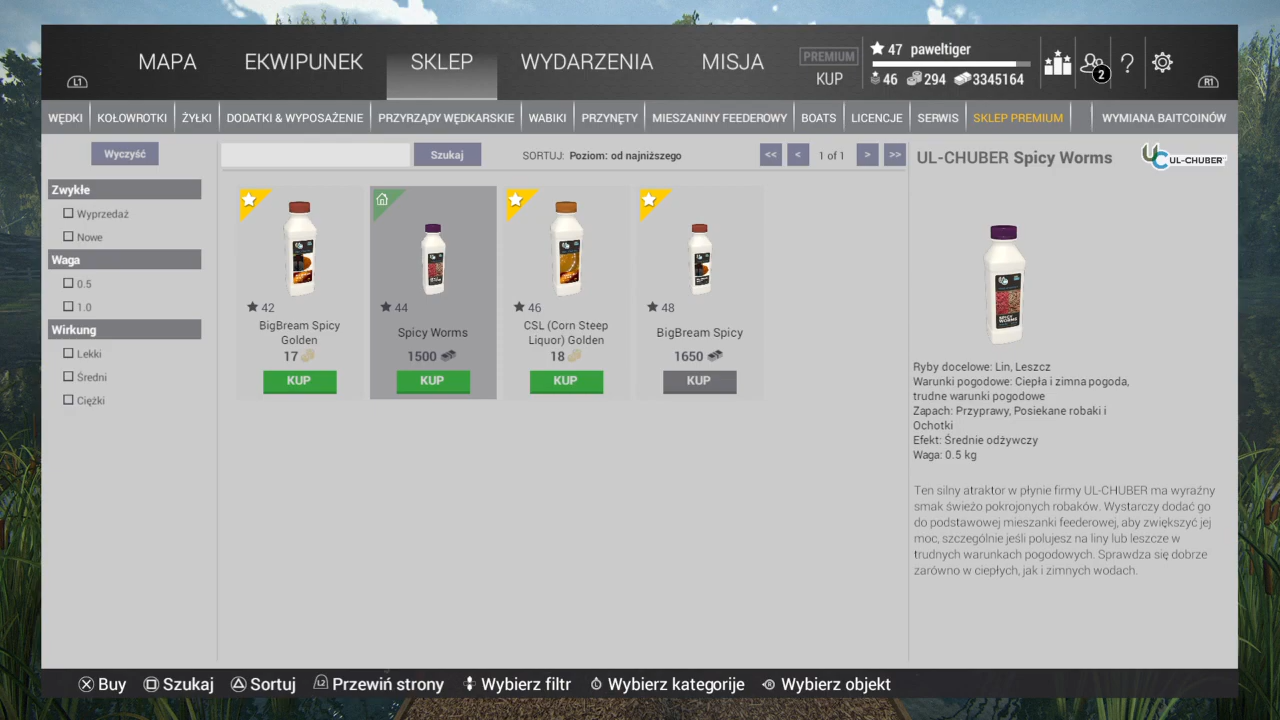 MAPA
EKWIPUNEK
SKLEP
WYDARZENIA
MISJA
PREMIUM
KUP
47 paweltiger
46 294 3345164
2
?
L1
R1
WĘDKI
KOŁOWROTKI
ŻYŁKI
DODATKI & WYPOSAŻENIE
PRZYRZĄDY WĘDKARSKIE
WABIKI
PRZYNĘTY
MIESZANINY FEEDEROWY
BOATS
LICENCJE
SERWIS
SKLEP PREMIUM
WYMIANA BAITCOINÓW
Wyczyść
Szukaj
SORTUJ: Poziom: od najniższego
<<
<
1 of 1
>
>>
Zwykłe
Wyprzedaż
Nowe
Waga
0.5
1.0
Wirkung
Lekki
Średni
Ciężki
42
BigBream Spicy
Golden
17
KUP
44
Spicy Worms
1500
KUP
46
CSL (Corn Steep
Liquor) Golden
18
KUP
48
BigBream Spicy
1650
KUP
UL-CHUBER Spicy Worms
UL-CHUBER
SPICY
WORMS
Ryby docelowe: Lin, Leszcz
Warunki pogodowe: Ciepła i zimna pogoda,
trudne warunki pogodowe
Zapach: Przyprawy, Posiekane robaki i
Ochotki
Efekt: Średnie odżywczy
Waga: 0.5 kg
Ten silny atraktor w płynie firmy UL-CHUBER ma wyraźny
smak świeżo pokrojonych robaków. Wystarczy dodać go
do podstawowej mieszanki feederowej, aby zwiększyć jej
moc, szczególnie jeśli polujesz na liny lub leszcze w
trudnych warunkach pogodowych. Sprawdza się dobrze
zarówno w ciepłych, jak i zimnych wodach.
Buy
Szukaj
Sortuj
L2 Przewiń strony
Wybierz filtr
Wybierz kategorije
Wybierz objekt